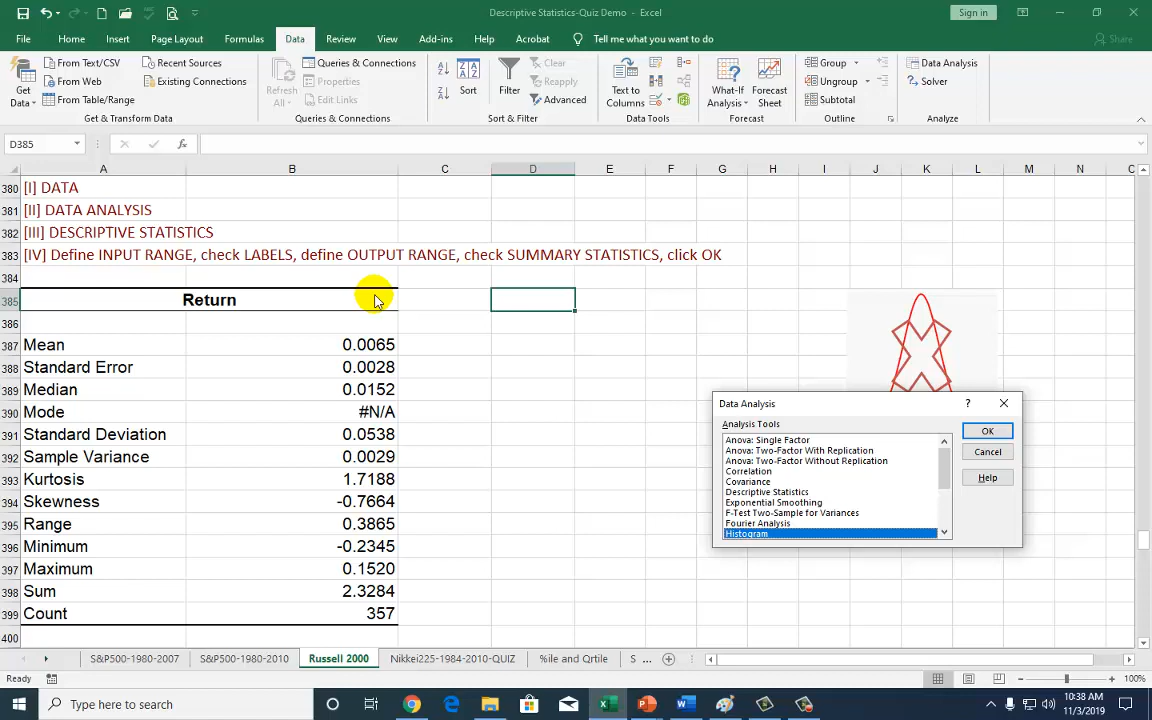 Descriptive Statistics-Quiz Demo - Excel
Sign in
File Home Insert Page Layout Formulas Data Review View Add-ins Help Acrobat Tell me what you want to do Share
Get Data
From Text/CSV
From Web
From Table/Range
Recent Sources
Existing Connections
Get & Transform Data
Refresh All
Queries & Connections
Properties
Edit Links
Queries & Connections
Sort
Filter
Clear
Reapply
Advanced
Sort & Filter
Text to Columns
Data Tools
What-If Analysis
Forecast Sheet
Forecast
Group
Ungroup
Subtotal
Outline
Data Analysis
Solver
Analyze
D385
fx
A B C D E F G H I J K L M N
380 [I] DATA
381 [II] DATA ANALYSIS
382 [III] DESCRIPTIVE STATISTICS
383 [IV] Define INPUT RANGE, check LABELS, define OUTPUT RANGE, check SUMMARY STATISTICS, click OK
384
385 Return
386
387 Mean 0.0065
388 Standard Error 0.0028
389 Median 0.0152
390 Mode #N/A
391 Standard Deviation 0.0538
392 Sample Variance 0.0029
393 Kurtosis 1.7188
394 Skewness -0.7664
395 Range 0.3865
396 Minimum -0.2345
397 Maximum 0.1520
398 Sum 2.3284
399 Count 357
400
Data Analysis ?
Analysis Tools
Anova: Single Factor
Anova: Two-Factor With Replication
Anova: Two-Factor Without Replication
Correlation
Covariance
Descriptive Statistics
Exponential Smoothing
F-Test Two-Sample for Variances
Fourier Analysis
Histogram
OK
Cancel
Help
S&P500-1980-2007 S&P500-1980-2010 Russell 2000 Nikkei225-1984-2010-QUIZ %ile and Qrtile S ...
Ready
100%
Type here to search
10:38 AM
11/3/2019